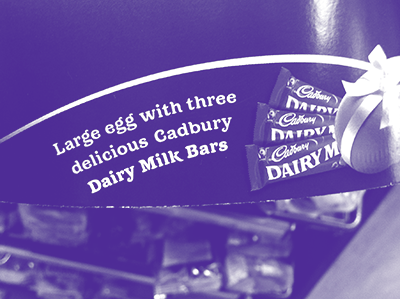 Large egg with three
delicious Cadbury
Dairy Milk Bars
Cadbury
DAIRY M
Cadbury
DAIRY M
Cadbury
DAIRY M